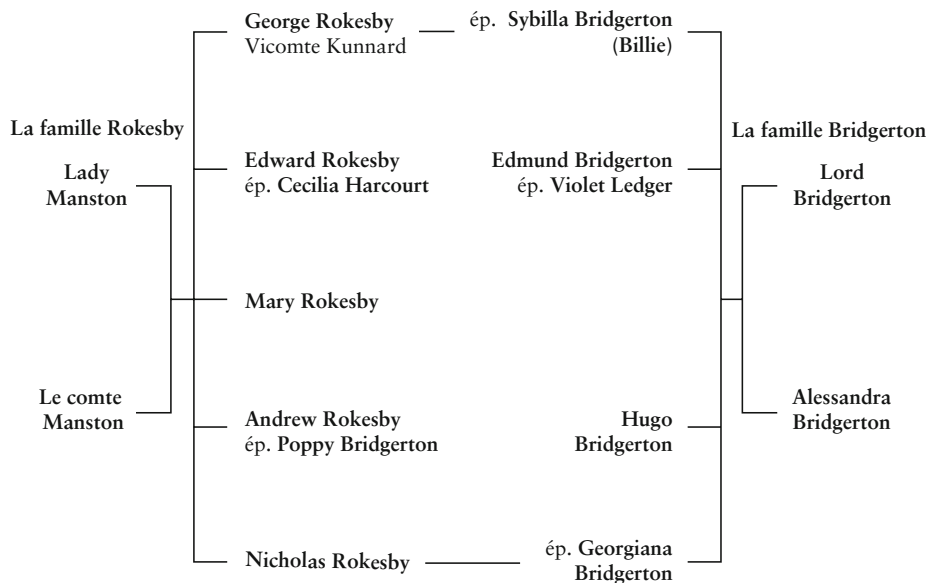 George Rokesby
Vicomte Kunnard
ép. Sybilla Bridgerton
(Billie)
La famille Rokesby
La famille Bridgerton
Lady
Manston
Edward Rokesby
ép. Cecilia Harcourt
Edmund Bridgerton
ép. Violet Ledger
Lord
Bridgerton
Mary Rokesby
Le comte
Manston
Andrew Rokesby
ép. Poppy Bridgerton
Hugo
Bridgerton
Alessandra
Bridgerton
Nicholas Rokesby
ép. Georgiana
Bridgerton